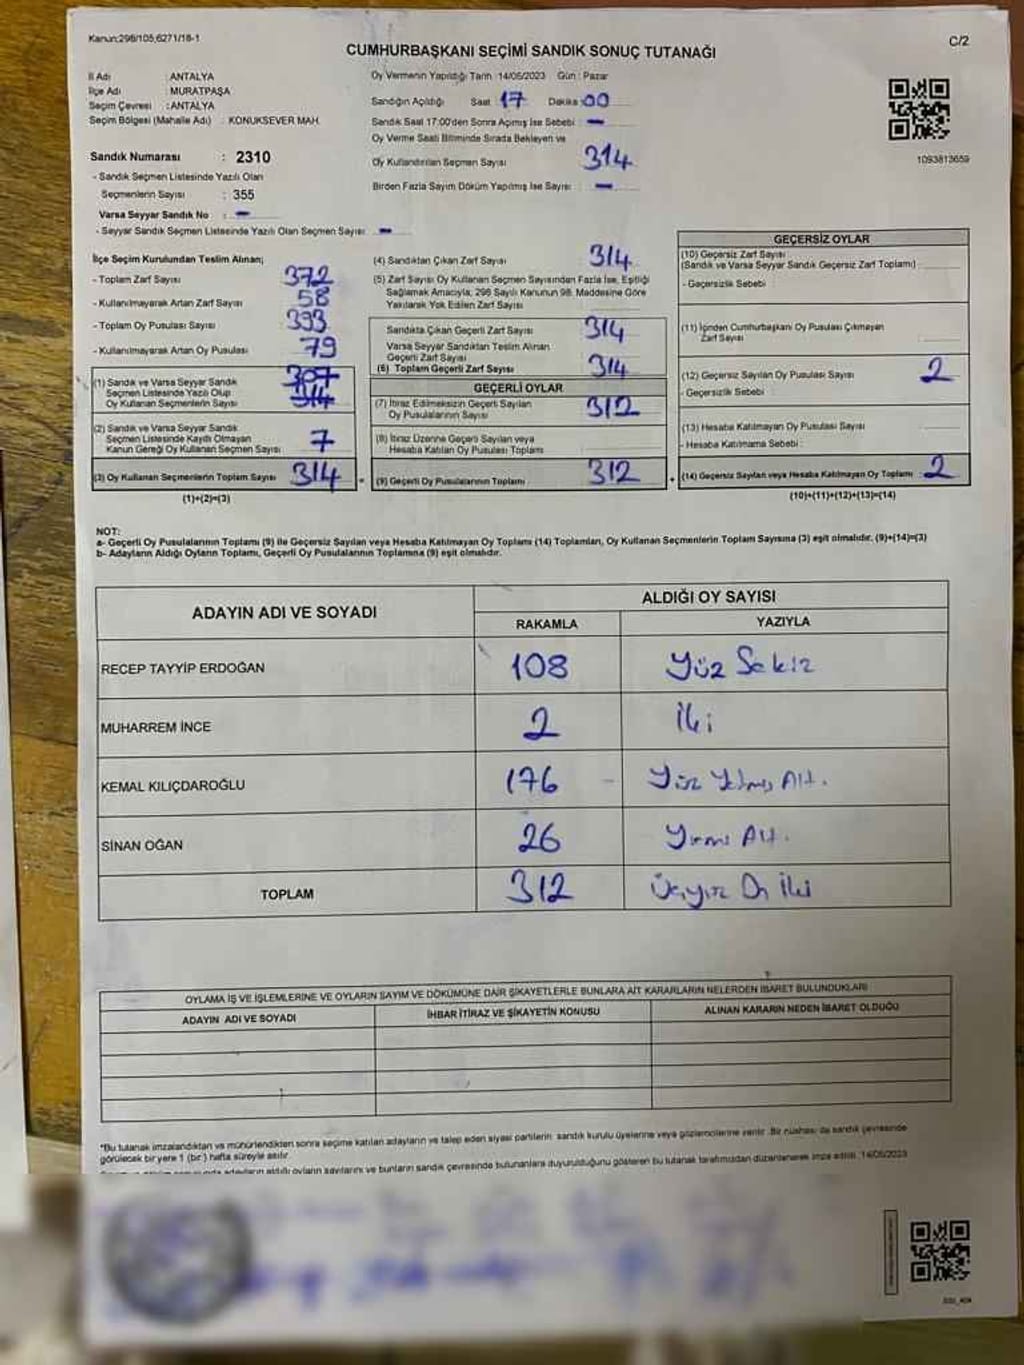 Kanun:298/105,6271/18-1
C/2
CUMHURBAŞKANI SEÇİMİ SANDIK SONUÇ TUTANAĞI
İl Adı : ANTALYA
İlçe Adı : MURATPAŞA
Seçim Çevresi : ANTALYA
Seçim Bölgesi (Mahalle Adı) : KONUKSEVER MAH.
Sandık Numarası : 2310
- Sandık Seçmen Listesinde Yazılı Olan
Seçmenlerin Sayısı : 355
Varsa Seyyar Sandık No : -
- Seyyar Sandık Seçmen Listesinde Yazılı Olan Seçmen Sayısı : -
Oy Vermenin Yapıldığı Tarih : 14/05/2023 Gün : Pazar
Sandığın Açıldığı Saat : 17 Dakika : 00
Sandık Saat 17:00'den Sonra Açımış İse Sebebi : -
Oy Verme Saati Bitiminde Sırada Bekleyen ve
Oy Kullandırılan Seçmen Sayısı 314
Birden Fazla Sayım Döküm Yapılmış İse Sayısı : -
1093813659
İlçe Seçim Kurulundan Teslim Alınan;
- Toplam Zarf Sayısı 372
- Kullanılmayarak Artan Zarf Sayısı 58
- Toplam Oy Pusulası Sayısı 393
- Kullanılmayarak Artan Oy Pusulası 79
(1) Sandık ve Varsa Seyyar Sandık 307
Seçmen Listesinde Yazılı Olup
Oy Kullanan Seçmenlerin Sayısı 314
(2) Sandık ve Varsa Seyyar Sandık
Seçmen Listesinde Kayıtlı Olmayan
Kanun Gereği Oy Kullanan Seçmen Sayısı 7
(3) Oy Kullanan Seçmenlerin Toplam Sayısı 314
(1)+(2)=(3)
(4) Sandıktan Çıkan Zarf Sayısı 314
(5) Zarf Sayısı Oy Kullanan Seçmen Sayısından Fazla İse, Eşitliği
Sağlamak Amacıyla, 298 Sayılı Kanunun 98. Maddesine Göre
Yakılarak Yok Edilen Zarf Sayısı
Sandıkta Çıkan Geçerli Zarf Sayısı 314
Varsa Seyyar Sandıktan Teslim Alınan
Geçerli Zarf Sayısı
(6) Toplam Geçerli Zarf Sayısı 314
GEÇERLİ OYLAR
(7) İtiraz Edilmeksizin Geçerli Sayılan
Oy Pusulalarının Sayısı 312
(8) İtiraz Üzerine Geçerli Sayılan veya
Hesaba Katılan Oy Pusulaları Toplamı
= (9) Geçerli Oy Pusulalarının Toplamı 312
GEÇERSİZ OYLAR
(10) Geçersiz Zarf Sayısı
(Sandık ve Varsa Seyyar Sandık Geçersiz Zarf Toplamı) :
- Geçersizlik Sebebi :
(11) İçinden Cumhurbaşkanı Oy Pusulası Çıkmayan
Zarf Sayısı
(12) Geçersiz Sayılan Oy Pusulası Sayısı 2
- Geçersizlik Sebebi :
(13) Hesaba Katılmayan Oy Pusulası Sayısı
- Hesaba Katılmama Sebebi :
+ (14) Geçersiz Sayılan veya Hesaba Katılmayan Oy Toplamı 2
(10)+(11)+(12)+(13)=(14)
NOT:
a- Geçerli Oy Pusulalarının Toplamı (9) ile Geçersiz Sayılan veya Hesaba Katılmayan Oy Toplamı (14) Toplamları, Oy Kullanan Seçmenlerin Toplam Sayısına (3) eşit olmalıdır. (9)+(14)=(3)
b- Adayların Aldığı Oyların Toplamı, Geçerli Oy Pusulalarının Toplamına (9) eşit olmalıdır.
ADAYIN ADI VE SOYADI
ALDIĞI OY SAYISI
RAKAMLA YAZIYLA
RECEP TAYYİP ERDOĞAN 108 Yüz Sekiz
MUHARREM İNCE 2 İki
KEMAL KILIÇDAROĞLU 176 Yüz Yetmiş Altı
SİNAN OĞAN 26 Yirmi Altı
TOPLAM 312 Üçyüz On İki
OYLAMA İŞ VE İŞLEMLERİNE VE OYLARIN SAYIM VE DÖKÜMÜNE DAİR ŞİKAYETLERLE BUNLARA AİT KARARLARIN NELERDEN İBARET BULUNDUKLARI
ADAYIN ADI VE SOYADI İHBAR İTİRAZ VE ŞİKAYETİN KONUSU ALINAN KARARIN NEDEN İBARET OLDUĞU
*Bu tutanak imzalandıktan ve mühürlendikten sonra seçime katılan adayların ve talep eden siyasi partilerin sandık kurulu üyelerine veya gözlemcilerine verilir. Bir nüshası da sandık çevresinde
görülecek bir yere 1 (bir) hafta süreyle asılır.
adayların aldığı oyların sayılarını ve bunların sandık çevresinde bulunanlara duyurulduğunu gösteren bu tutanak tarafımızdan düzenlenerek imza edildi. 14/05/2023